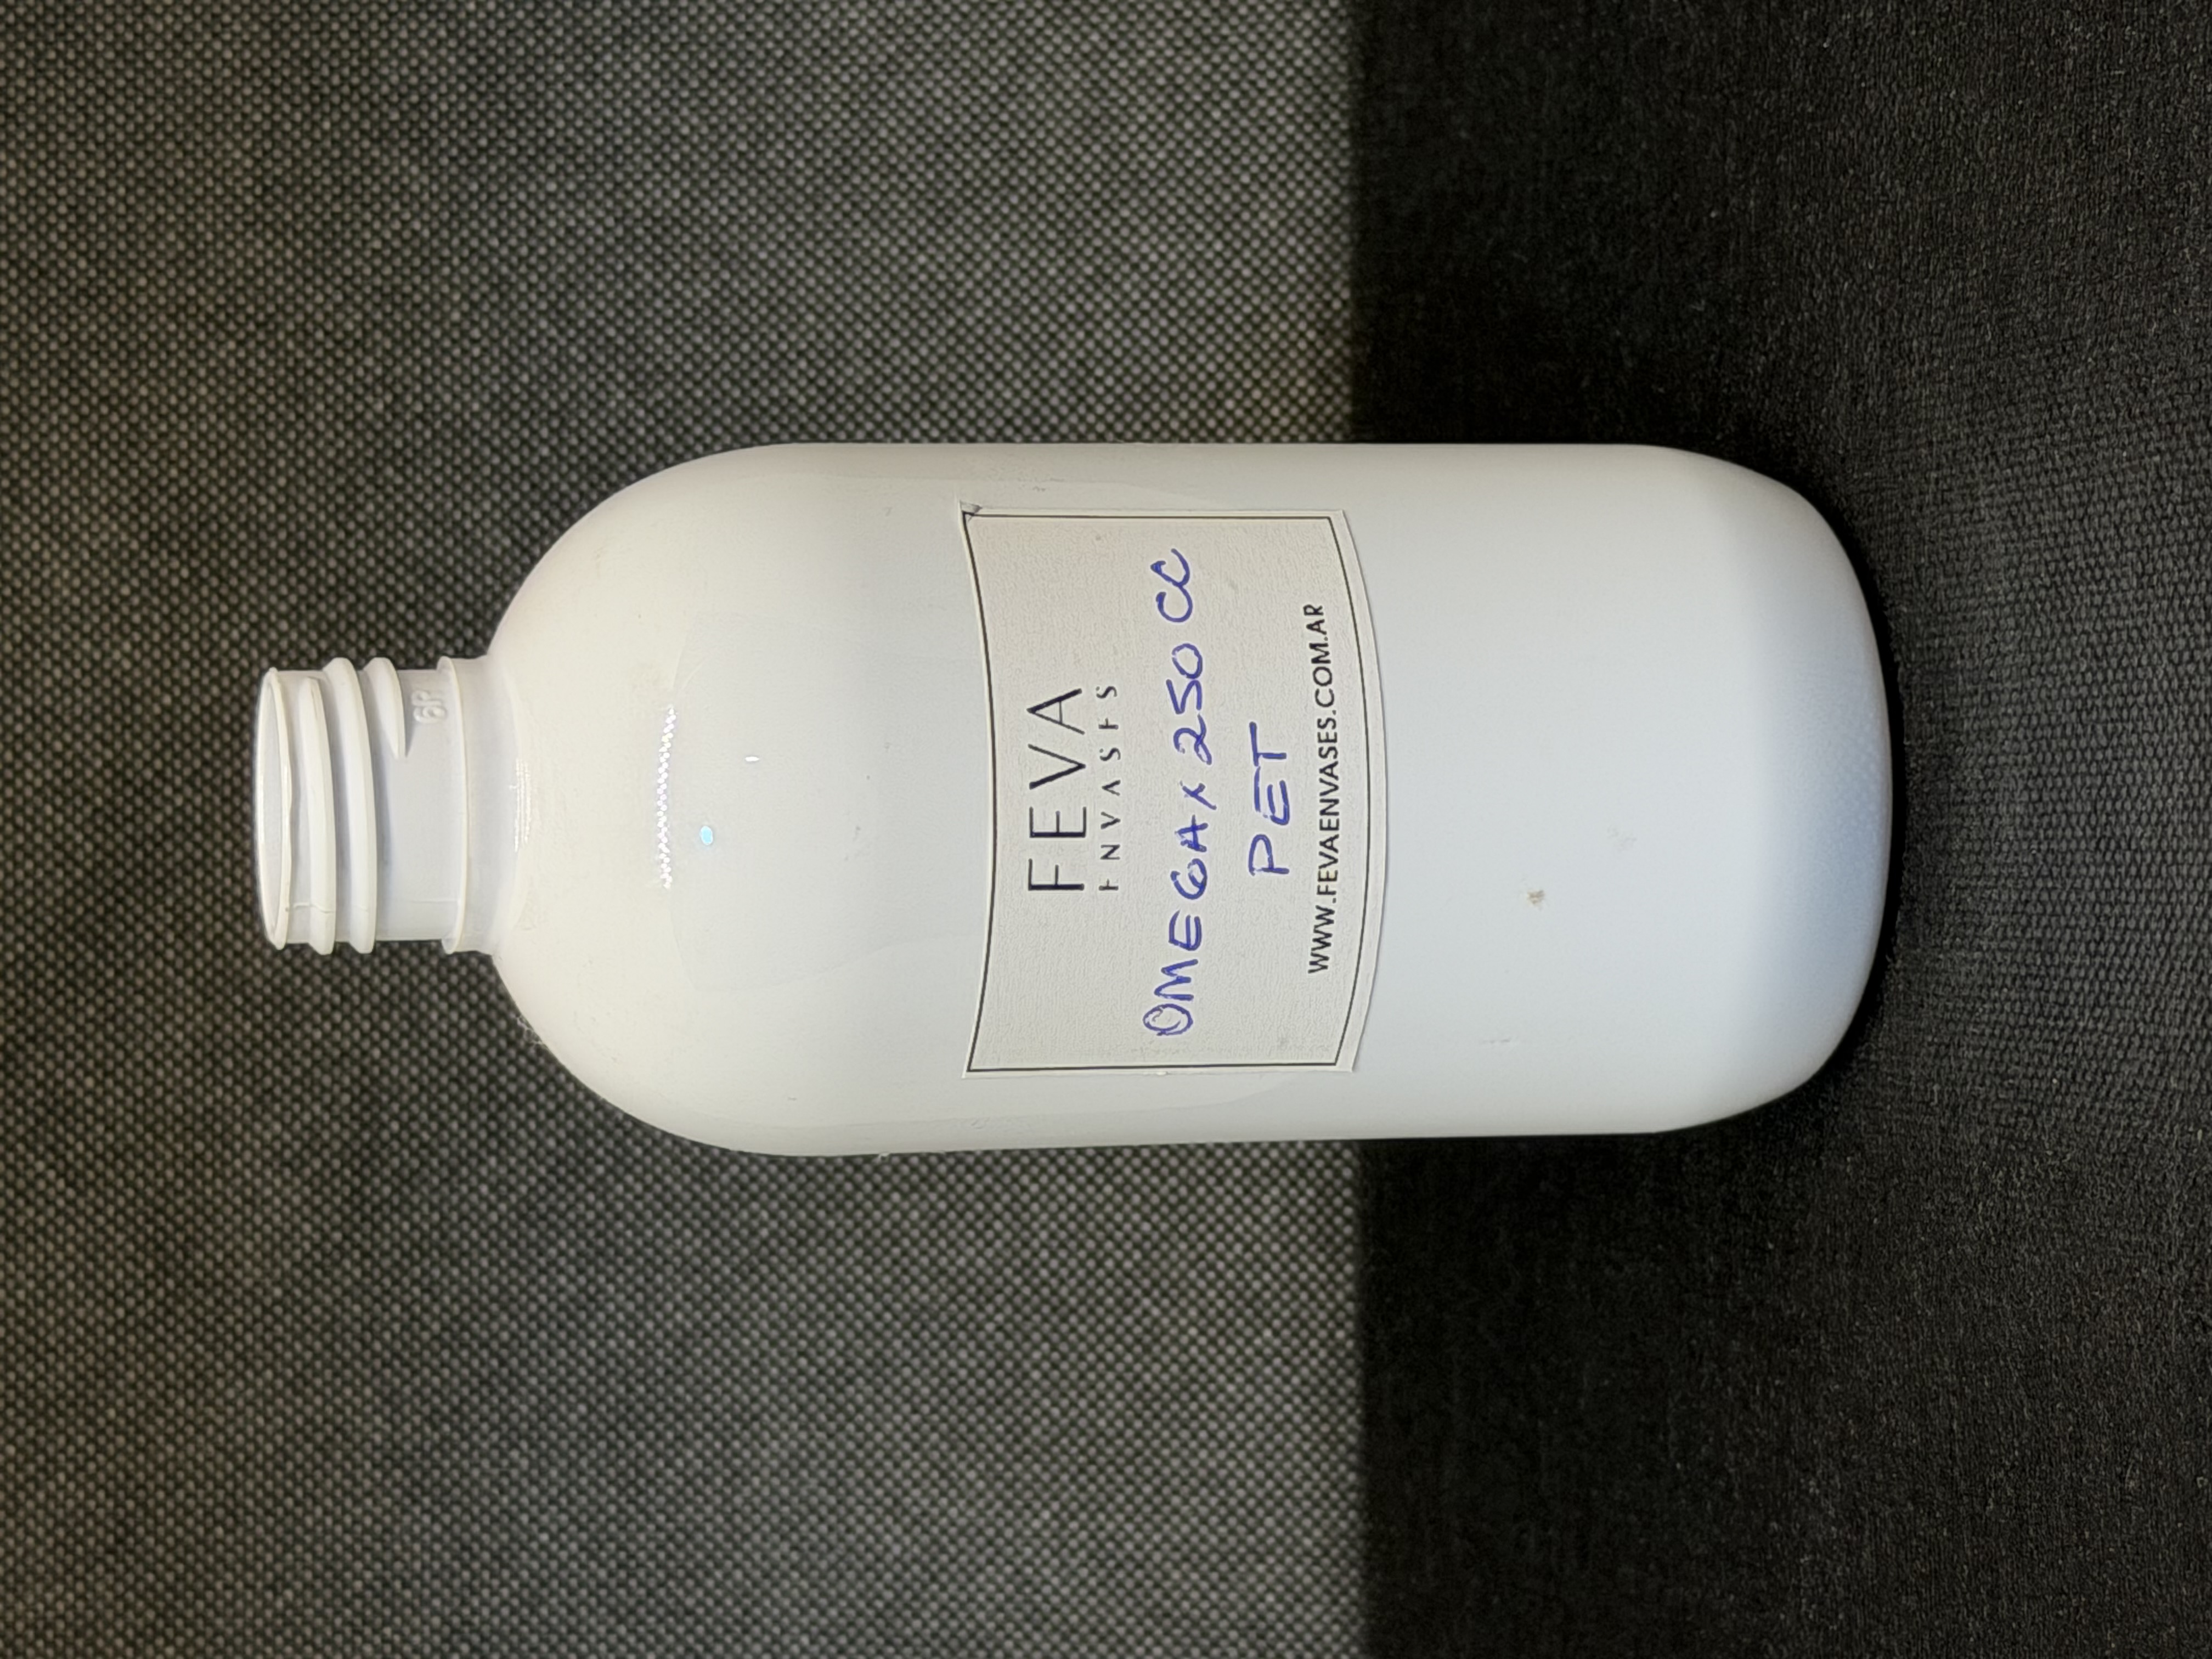 FEVA
ENVASES
OMEGA x 250 CC
PET
WWW.FEVAENVASES.COM.AR